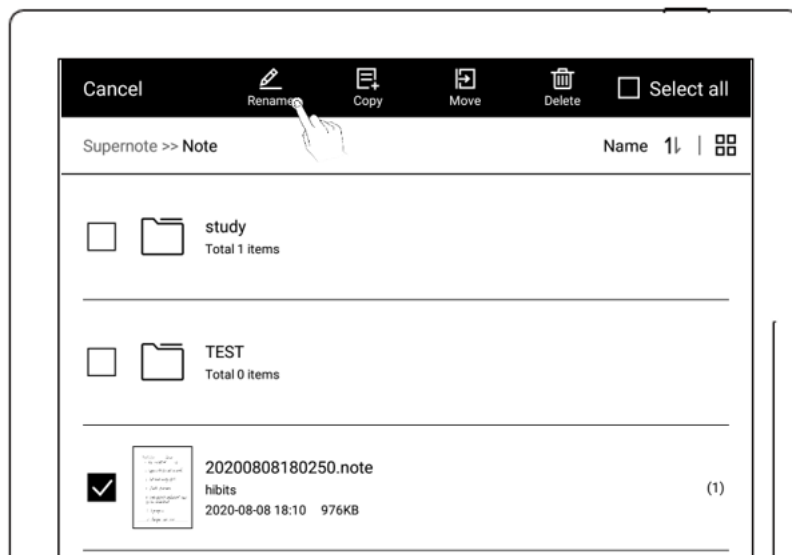 Cancel
Rename
Copy
Move
Delete
Select all
Supernote >> Note
Name
study
Total 1 items
TEST
Total 0 items
20200808180250.note
hibits
2020-08-08 18:10 976KB
(1)